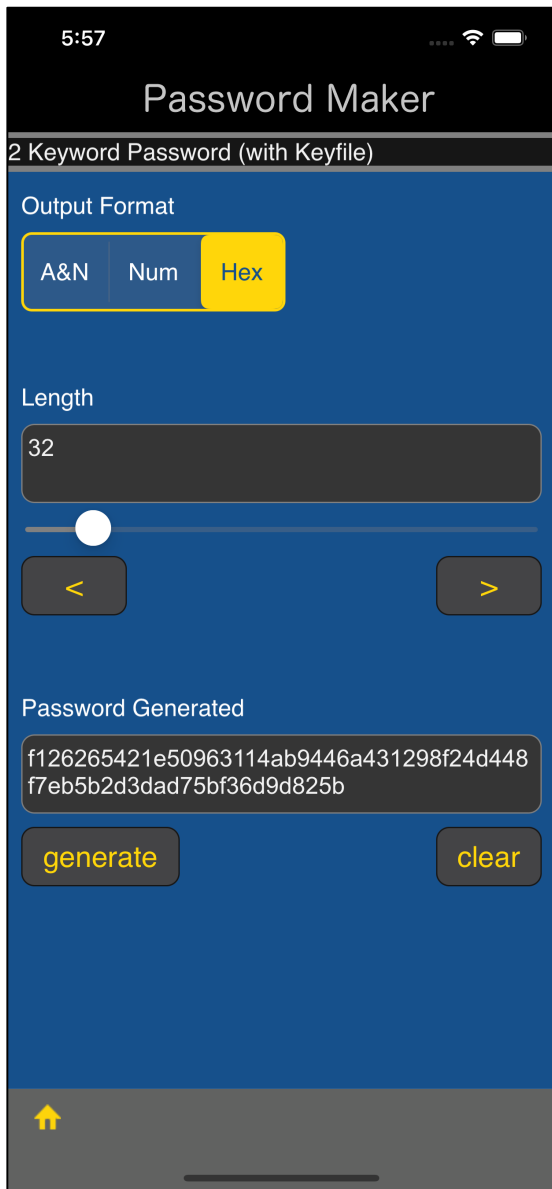 5:57
Password Maker
2 Keyword Password (with Keyfile)
Output Format
A&N Num Hex
Length
32
< >
Password Generated
f126265421e50963114ab9446a431298f24d448
f7eb5b2d3dad75bf36d9d825b
generate clear